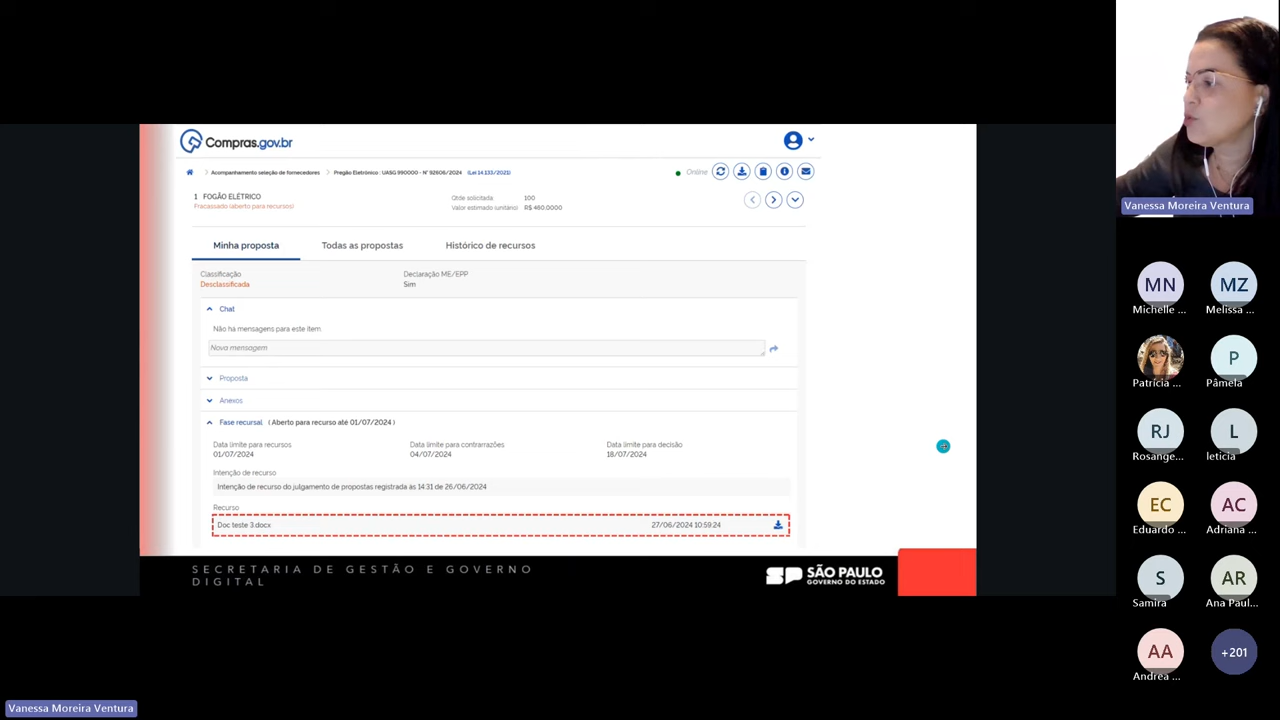 Compras.gov.br
Acompanhamento seleção de fornecedores > Pregão Eletrônico : UASG 990000 - N° 92606/2024 (Lei 14.133/2021)
Online
1 FOGÃO ELÉTRICO
Fracassado (aberto para recursos)
Qtde solicitada 100
Valor estimado (unitário) R$ 460,0000
Minha proposta Todas as propostas Histórico de recursos
Classificação Declaração ME/EPP
Desclassificada Sim
Chat
Não há mensagens para este item.
Nova mensagem
Proposta
Anexos
Fase recursal (Aberto para recurso até 01/07/2024)
Data limite para recursos Data limite para contrarrazões Data limite para decisão
01/07/2024 04/07/2024 18/07/2024
Intenção de recurso
Intenção de recurso do julgamento de propostas registrada às 14:31 de 26/06/2024
Recurso
Doc teste 3.docx 27/06/2024 10:59:24
SECRETARIA DE GESTÃO E GOVERNO
DIGITAL
SP SÃO PAULO
GOVERNO DO ESTADO
Vanessa Moreira Ventura
MN MZ
Michelle ... Melissa ...
P
Patrícia ... Pâmela
RJ L
Rosange... leticia
EC AC
Eduardo ... Adriana ...
S AR
Samira Ana Paul...
AA +201
Andrea ...
Vanessa Moreira Ventura